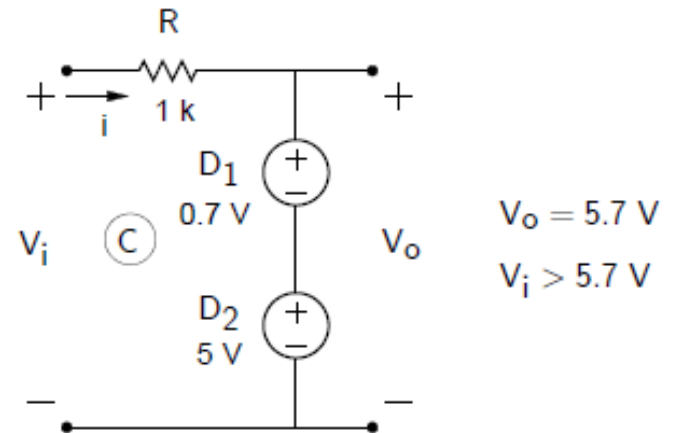 R
+
+
i
1 k
D1
+
−
0.7 V
Vo = 5.7 V
Vi
C
Vo
Vi > 5.7 V
D2
+
−
5 V
−
−